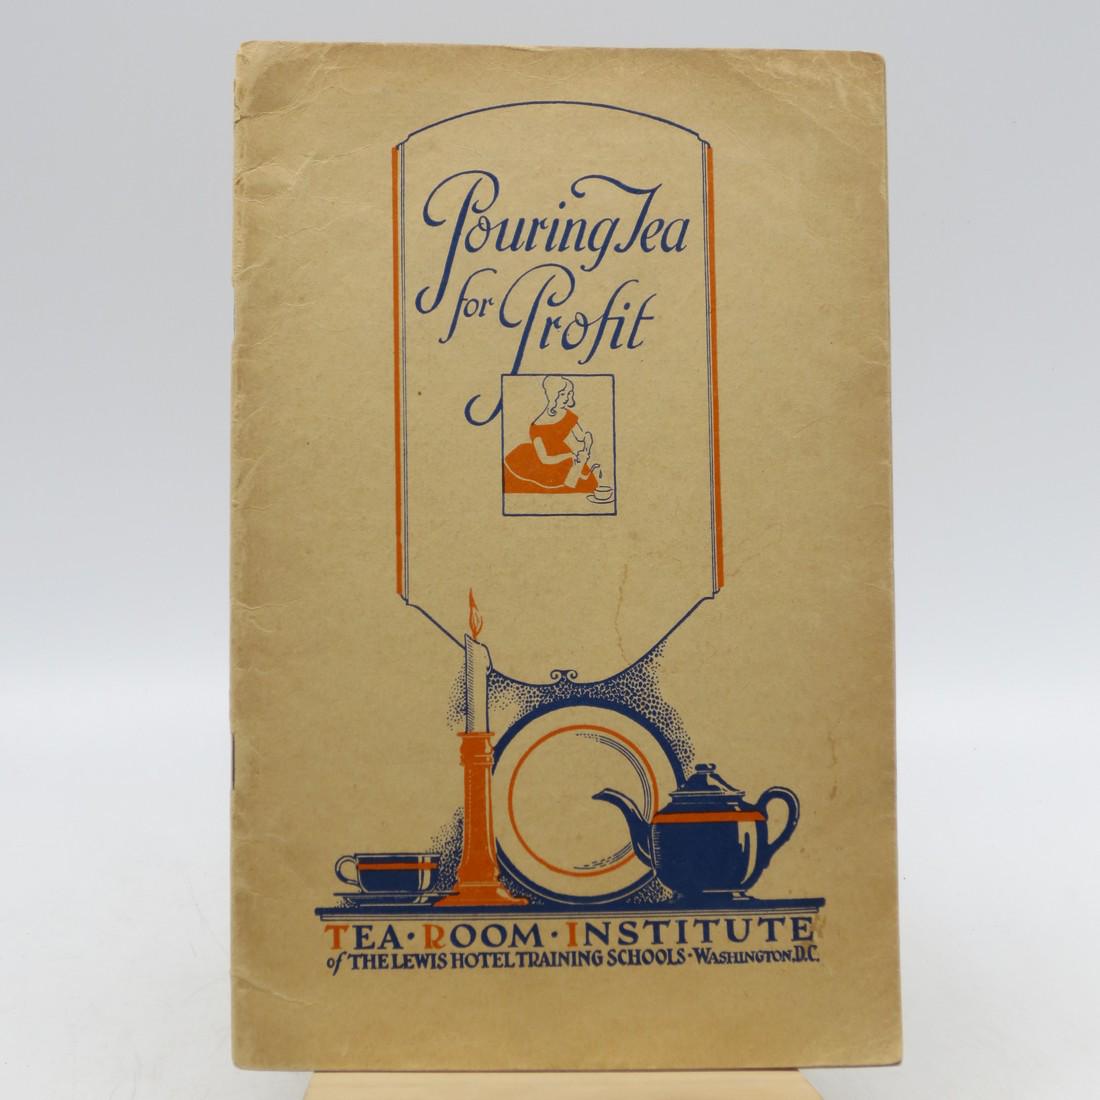 Pouring Tea
for Profit
TEA·ROOM·INSTITUTE
of THE LEWIS HOTEL TRAINING SCHOOLS·WASHINGTON, D.C.